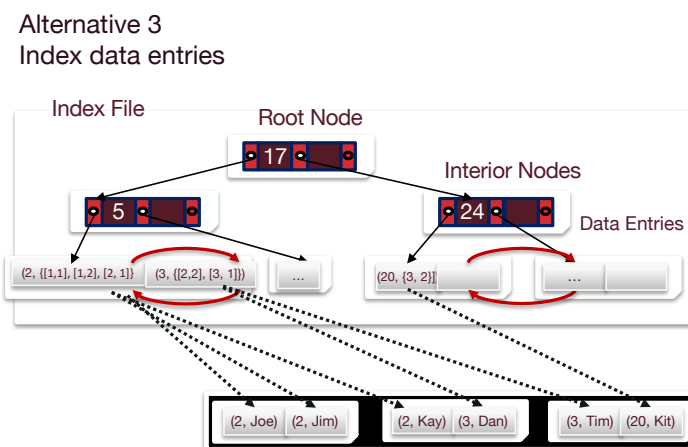 Alternative 3
Index data entries
Index File
Root Node
17
Interior Nodes
5
24
Data Entries
(2, {[1,1], [1,2], [2, 1]}
(3, {[2,2], [3, 1]})
...
(20, {3, 2}]
...
(2, Joe)
(2, Jim)
(2, Kay)
(3, Dan)
(3, Tim)
(20, Kit)